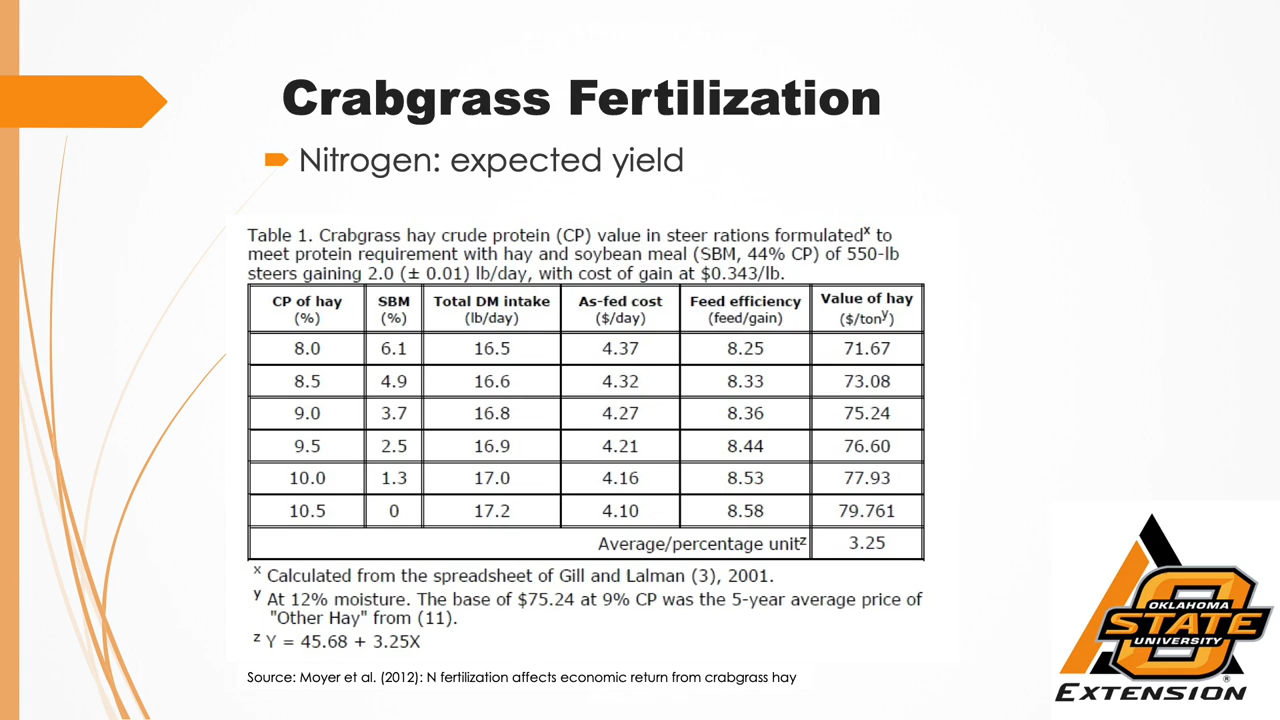 Crabgrass Fertilization
Nitrogen: expected yield
Table 1. Crabgrass hay crude protein (CP) value in steer rations formulatedˣ to
meet protein requirement with hay and soybean meal (SBM, 44% CP) of 550-lb
steers gaining 2.0 (± 0.01) lb/day, with cost of gain at $0.343/lb.
CP of hay (%) SBM (%) Total DM intake (lb/day) As-fed cost ($/day) Feed efficiency (feed/gain) Value of hay ($/tonʸ)
8.0 6.1 16.5 4.37 8.25 71.67
8.5 4.9 16.6 4.32 8.33 73.08
9.0 3.7 16.8 4.27 8.36 75.24
9.5 2.5 16.9 4.21 8.44 76.60
10.0 1.3 17.0 4.16 8.53 77.93
10.5 0 17.2 4.10 8.58 79.761
Average/percentage unitᶻ 3.25
ˣ Calculated from the spreadsheet of Gill and Lalman (3), 2001.
ʸ At 12% moisture. The base of $75.24 at 9% CP was the 5-year average price of
"Other Hay" from (11).
ᶻ Y = 45.68 + 3.25X
Source: Moyer et al. (2012): N fertilization affects economic return from crabgrass hay
OKLAHOMA
STATE
UNIVERSITY
®
EXTENSION